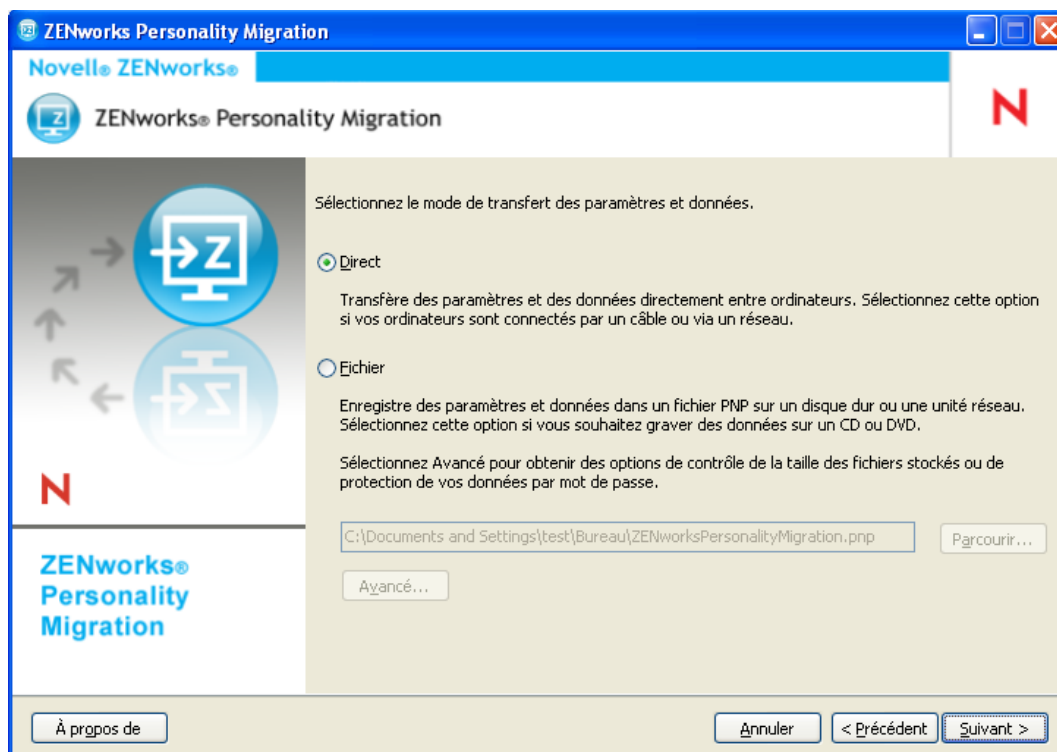 ZENworks Personality Migration
Novell® ZENworks®
ZENworks® Personality Migration
N
Sélectionnez le mode de transfert des paramètres et données.
Direct
Transfère des paramètres et des données directement entre ordinateurs. Sélectionnez cette option
si vos ordinateurs sont connectés par un câble ou via un réseau.
Fichier
Enregistre des paramètres et données dans un fichier PNP sur un disque dur ou une unité réseau.
Sélectionnez cette option si vous souhaitez graver des données sur un CD ou DVD.
Sélectionnez Avancé pour obtenir des options de contrôle de la taille des fichiers stockés ou de
protection de vos données par mot de passe.
C:\Documents and Settings\test\Bureau\ZENworksPersonalityMigration.pnp
Parcourir...
Avancé...
Z
N
ZENworks®
Personality
Migration
À propos de
Annuler
< Précédent
Suivant >